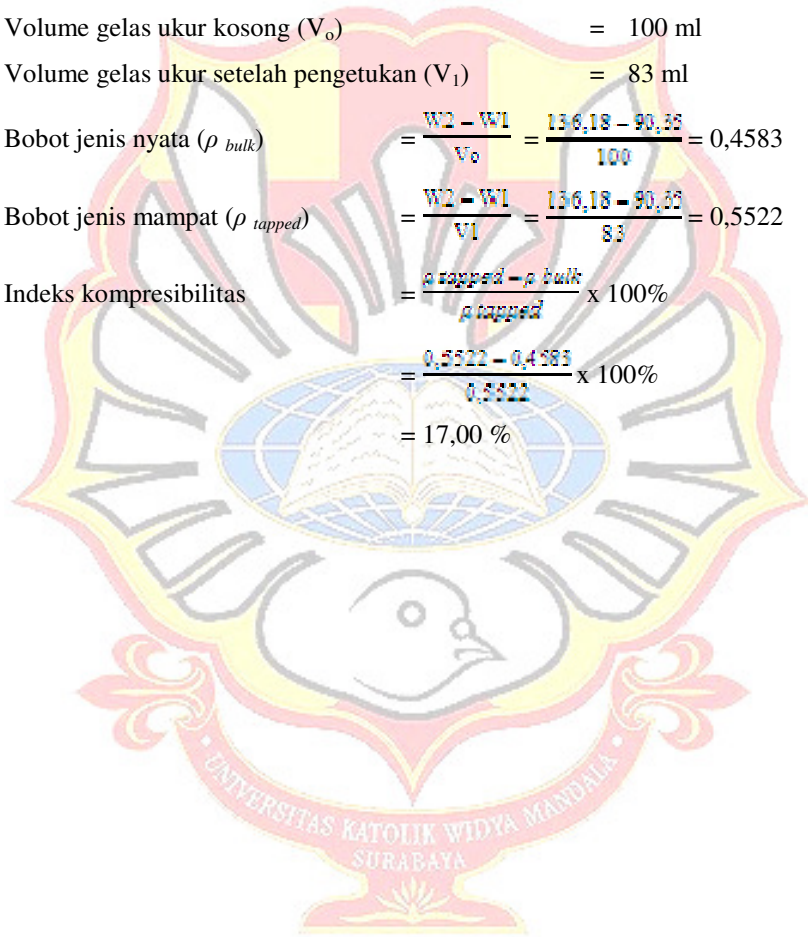 Volume gelas ukur kosong (Vₒ) = 100 ml
Volume gelas ukur setelah pengetukan (V₁) = 83 ml
Bobot jenis nyata (ρ bulk) = W2 – W1 / Vo = 136,18 – 90,35 / 100 = 0,4583
Bobot jenis mampat (ρ tapped) = W2 – W1 / V1 = 136,18 – 90,35 / 83 = 0,5522
Indeks kompresibilitas = ρ tapped – ρ bulk / ρ tapped x 100%
= 0,5522 – 0,4583 / 0,5522 x 100%
= 17,00 %
UNIVERSITAS KATOLIK WIDYA MANDALA
SURABAYA